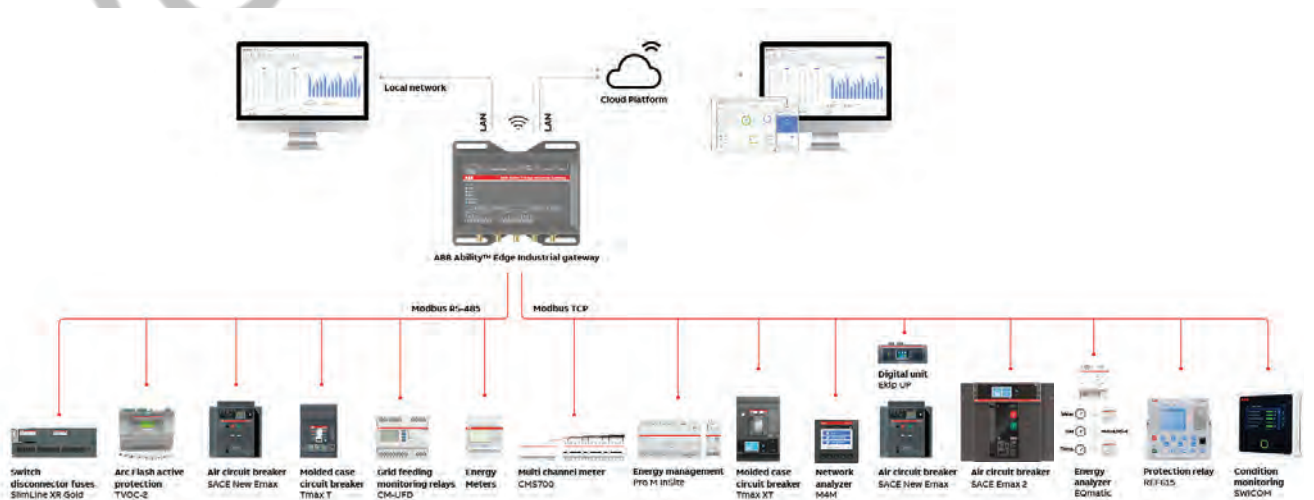 Local network
Cloud Platform
LAN
LAN
ABB Ability™ Edge Industrial gateway
Modbus RS-485
Modbus TCP
Digital unit
Ekip UP
Switch
disconnector fuses
SlimLine XR Gold
Arc Flash active
protection
TVOC-2
Air circuit breaker
SACE New Emax
Molded case
circuit breaker
Tmax T
Grid feeding
monitoring relays
CM-UFD
Energy
Meters
Multi channel meter
CMS700
Energy management
Pro M InSite
Molded case
circuit breaker
Tmax XT
Network
analyzer
M4M
Air circuit breaker
SACE New Emax
Air circuit breaker
SACE Emax 2
Water
Gas
Energy
analyzer
EQmatic
Protection relay
REF615
Condition
monitoring
SWICOM